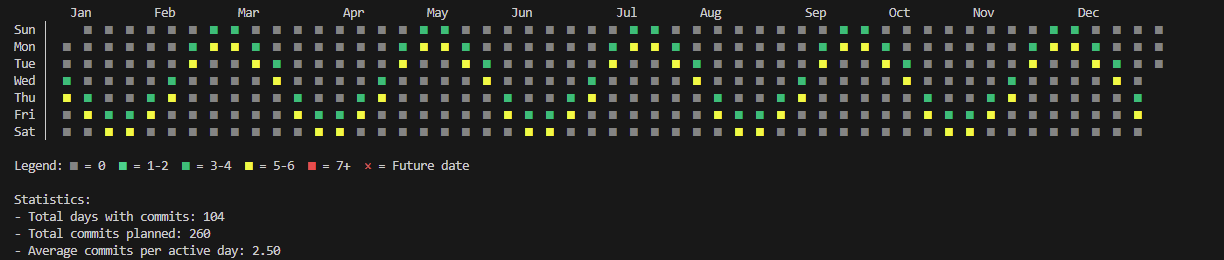 Jan Feb Mar Apr May Jun Jul Aug Sep Oct Nov Dec
Sun
Mon
Tue
Wed
Thu
Fri
Sat
Legend: ■ = 0 ■ = 1-2 ■ = 3-4 ■ = 5-6 ■ = 7+ × = Future date
Statistics:
- Total days with commits: 104
- Total commits planned: 260
- Average commits per active day: 2.50